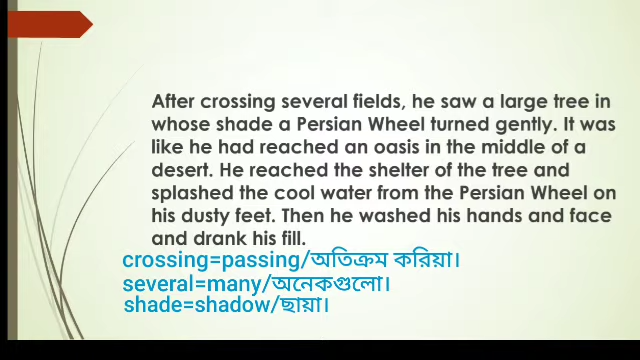 After crossing several fields, he saw a large tree in
whose shade a Persian Wheel turned gently. It was
like he had reached an oasis in the middle of a
desert. He reached the shelter of the tree and
splashed the cool water from the Persian Wheel on
his dusty feet. Then he washed his hands and face
and drank his fill.
crossing=passing/অতিক্রম করিয়া।
several=many/অনেকগুলো।
shade=shadow/ছায়া।